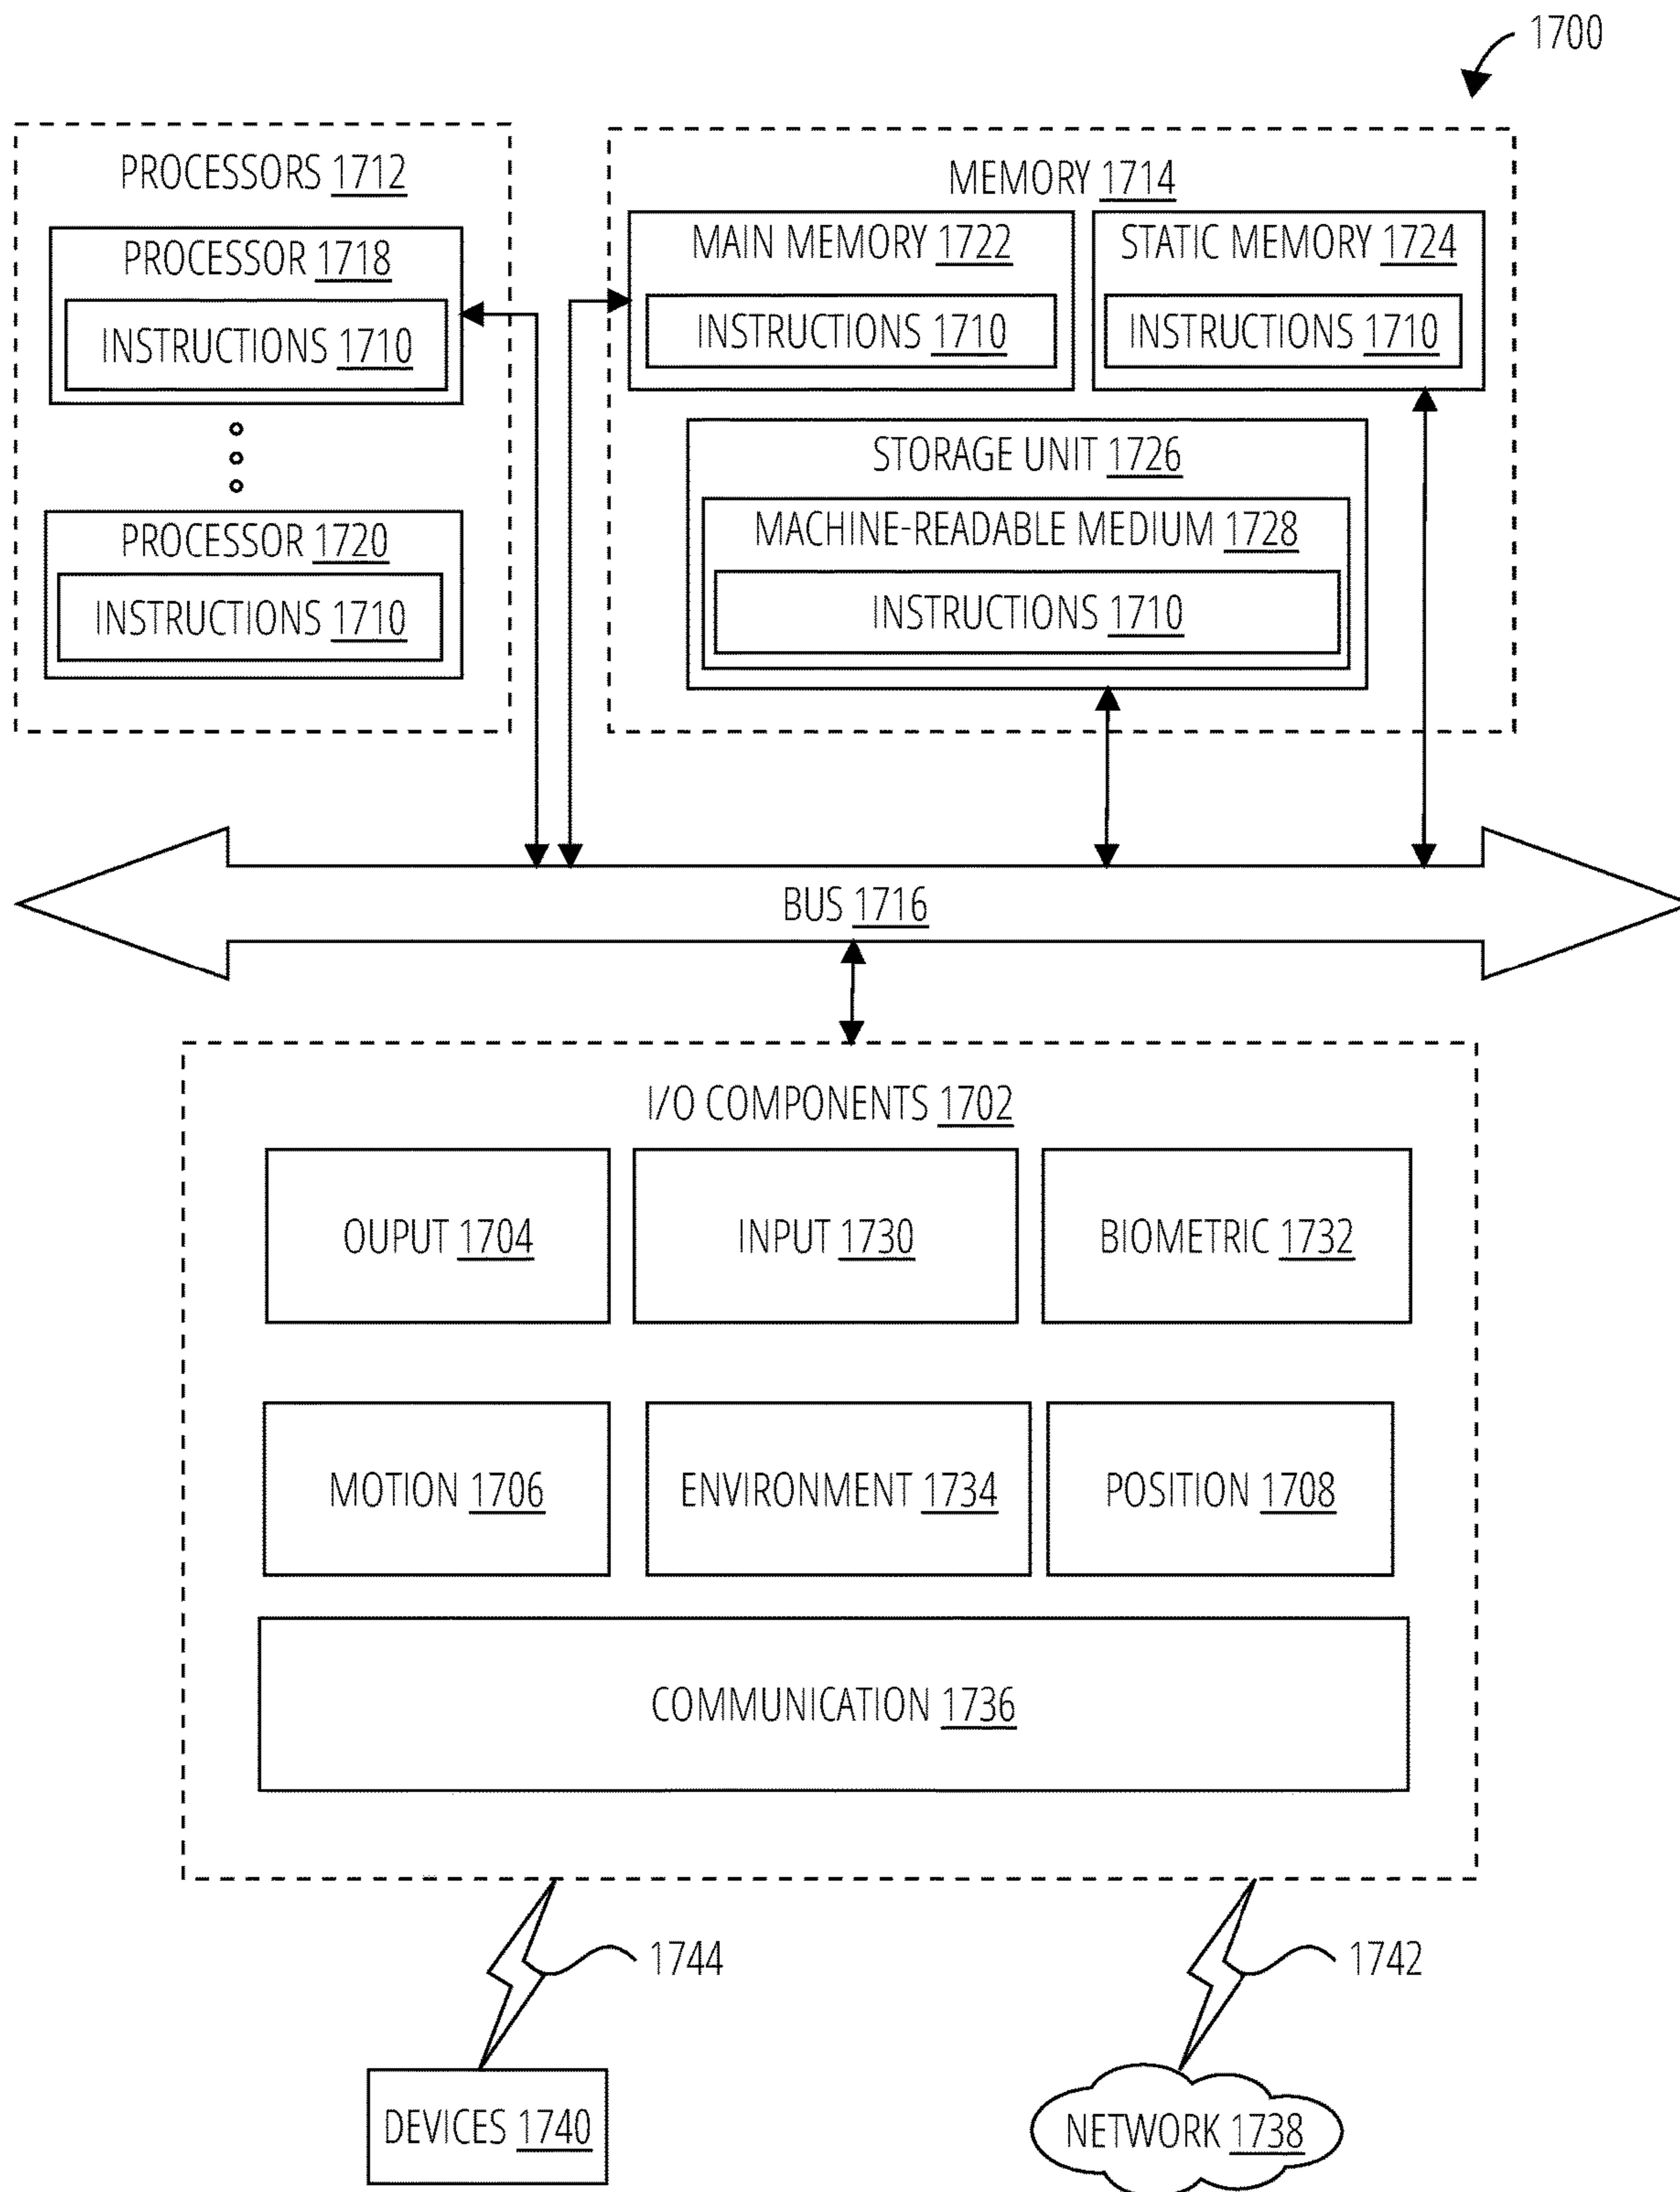 1700
PROCESSORS 1712
PROCESSOR 1718
INSTRUCTIONS 1710
PROCESSOR 1720
INSTRUCTIONS 1710
MEMORY 1714
MAIN MEMORY 1722
INSTRUCTIONS 1710
STATIC MEMORY 1724
INSTRUCTIONS 1710
STORAGE UNIT 1726
MACHINE-READABLE MEDIUM 1728
INSTRUCTIONS 1710
BUS 1716
I/O COMPONENTS 1702
OUPUT 1704
INPUT 1730
BIOMETRIC 1732
MOTION 1706
ENVIRONMENT 1734
POSITION 1708
COMMUNICATION 1736
1744
1742
DEVICES 1740
NETWORK 1738